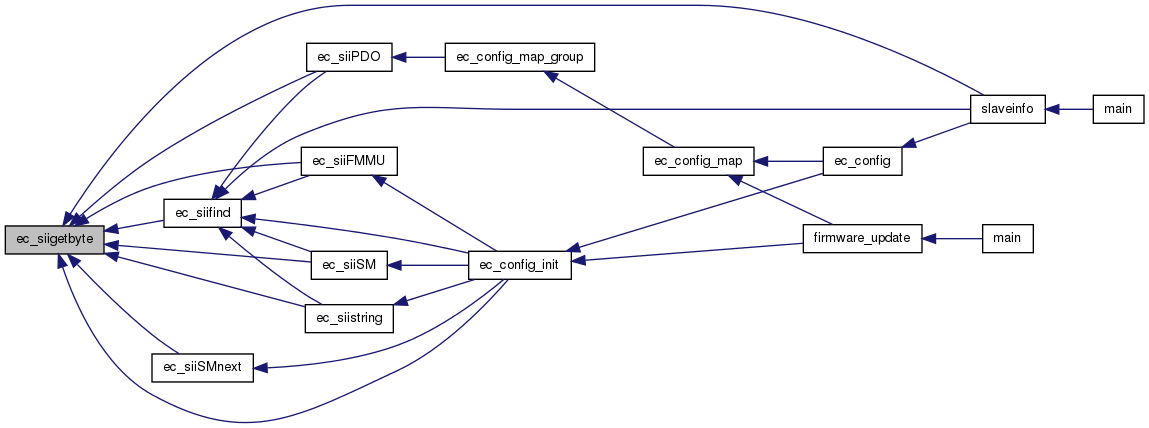 ec_siiPDO
ec_config_map_group
slaveinfo
main
ec_siiFMMU
ec_config_map
ec_config
ec_siifind
ec_siigetbyte
firmware_update
main
ec_siiSM
ec_config_init
ec_siistring
ec_siiSMnext